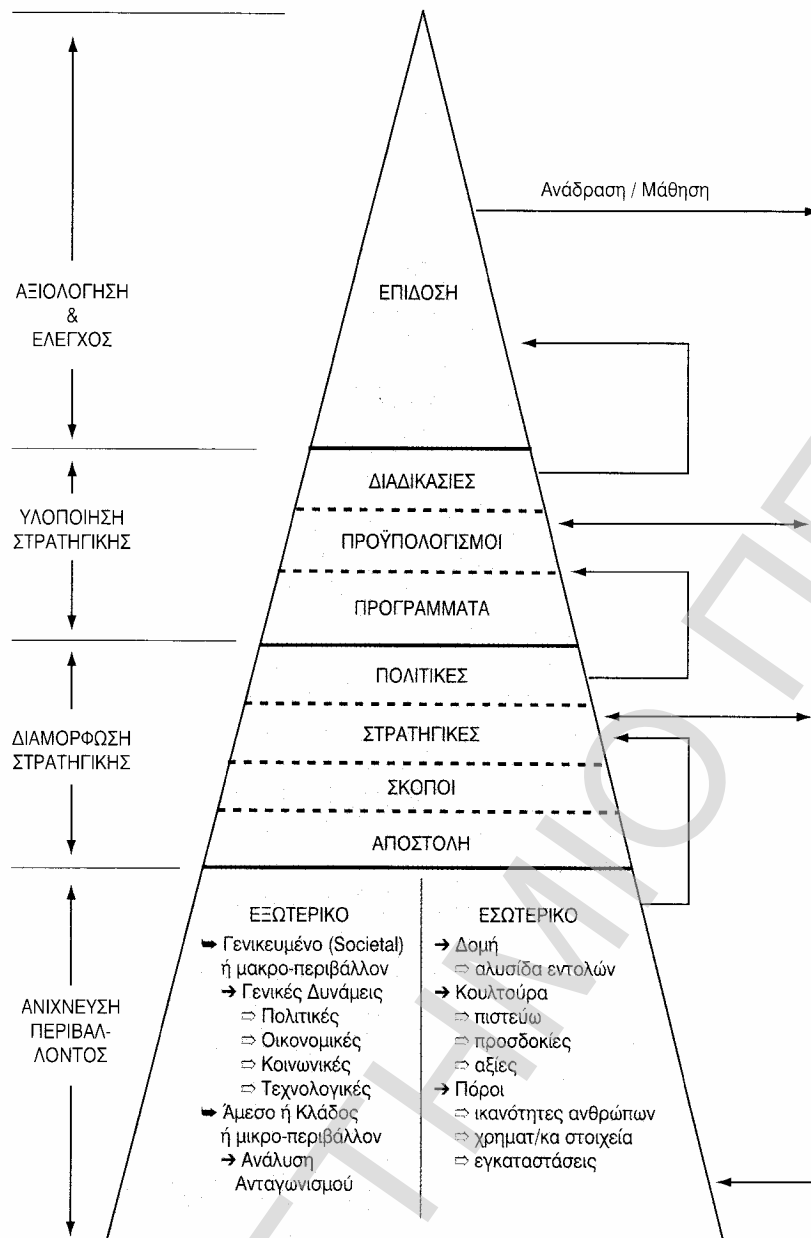 Ανάδραση / Μάθηση
ΑΞΙΟΛΟΓΗΣΗ
&
ΕΛΕΓΧΟΣ
ΕΠΙΔΟΣΗ
ΥΛΟΠΟΙΗΣΗ
ΣΤΡΑΤΗΓΙΚΗΣ
ΔΙΑΔΙΚΑΣΙΕΣ
ΠΡΟΫΠΟΛΟΓΙΣΜΟΙ
ΠΡΟΓΡΑΜΜΑΤΑ
ΔΙΑΜΟΡΦΩΣΗ
ΣΤΡΑΤΗΓΙΚΗΣ
ΠΟΛΙΤΙΚΕΣ
ΣΤΡΑΤΗΓΙΚΕΣ
ΣΚΟΠΟΙ
ΑΠΟΣΤΟΛΗ
ΑΝΙΧΝΕΥΣΗ
ΠΕΡΙΒΑΛ-
ΛΟΝΤΟΣ
ΕΞΩΤΕΡΙΚΟ
➥ Γενικευμένο (Societal)
ή μακρο-περιβάλλον
➔ Γενικές Δυνάμεις
⇨ Πολιτικές
⇨ Οικονομικές
⇨ Κοινωνικές
⇨ Τεχνολογικές
➥ Άμεσο ή Κλάδος
ή μικρο-περιβάλλον
➔ Ανάλυση
Ανταγωνισμού
ΕΣΩΤΕΡΙΚΟ
➔ Δομή
⇨ αλυσίδα εντολών
➔ Κουλτούρα
⇨ πιστεύω
⇨ προσδοκίες
⇨ αξίες
➔ Πόροι
⇨ ικανότητες ανθρώπων
⇨ χρηματ/κα στοιχεία
⇨ εγκαταστάσεις